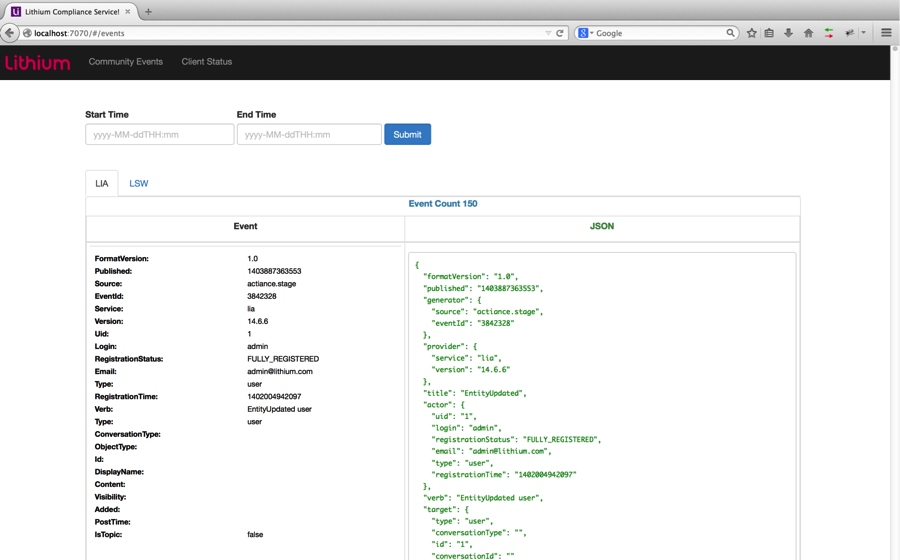 Lithium Compliance Service!
localhost:7070/#/events
Google
Lithium
Community Events
Client Status
Start Time
End Time
yyyy-MM-ddTHH:mm
yyyy-MM-ddTHH:mm
Submit
LIA
LSW
Event Count 150
Event
JSON
FormatVersion: 1.0
Published: 1403887363553
Source: actiance.stage
EventId: 3842328
Service: lia
Version: 14.6.6
Uid: 1
Login: admin
RegistrationStatus: FULLY_REGISTERED
Email: admin@lithium.com
Type: user
RegistrationTime: 1402004942097
Verb: EntityUpdated user
Type: user
ConversationType:
ObjectType:
Id:
DisplayName:
Content:
Visibility:
Added:
PostTime:
IsTopic: false
{
"formatVersion": "1.0",
"published": "1403887363553",
"generator": {
"source": "actiance.stage",
"eventId": "3842328"
},
"provider": {
"service": "lia",
"version": "14.6.6"
},
"title": "EntityUpdated",
"actor": {
"uid": "1",
"login": "admin",
"registrationStatus": "FULLY_REGISTERED",
"email": "admin@lithium.com",
"type": "user",
"registrationTime": "1402004942097"
},
"verb": "EntityUpdated user",
"target": {
"type": "user",
"conversationType": "",
"id": "1",
"conversationId": ""